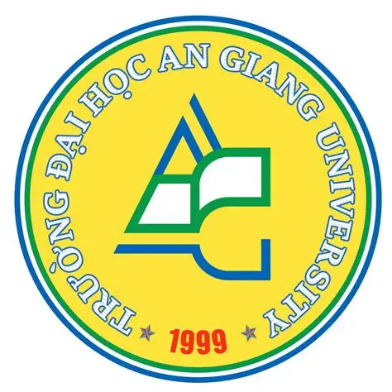 TRƯỜNG ĐẠI HỌC AN GIANG UNIVERSITY
1999